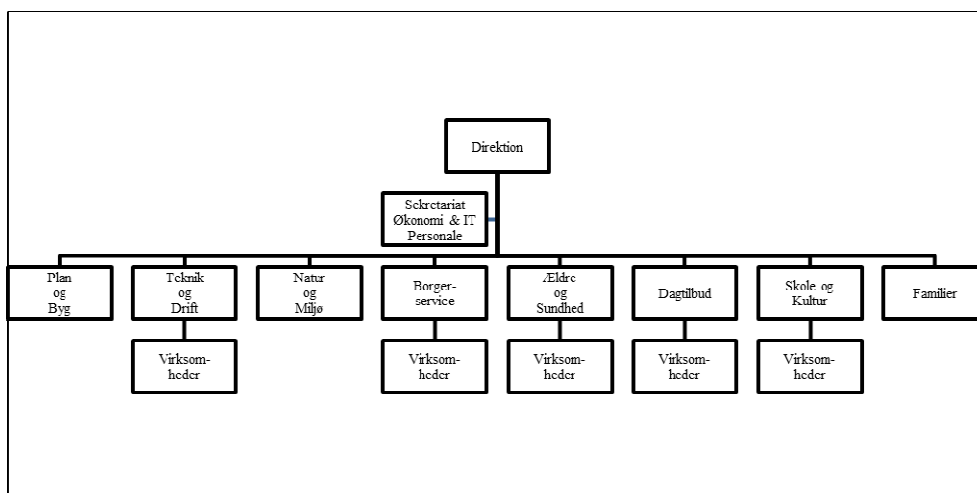 Direktion
Sekretariat
Økonomi & IT
Personale
Plan
og
Byg
Teknik
og
Drift
Natur
og
Miljø
Borger-
service
Ældre
og
Sundhed
Dagtilbud
Skole og
Kultur
Familier
Virksom-
heder
Virksom-
heder
Virksom-
heder
Virksom-
heder
Virksom-
heder